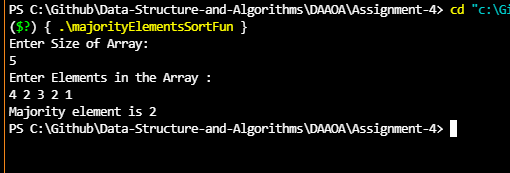 PS C:\Github\Data-Structure-and-Algorithms\DAAOA\Assignment-4> cd "c:\Gi
($?) { .\majorityElementsSortFun }
Enter Size of Array:
5
Enter Elements in the Array :
4 2 3 2 1
Majority element is 2
PS C:\Github\Data-Structure-and-Algorithms\DAAOA\Assignment-4>